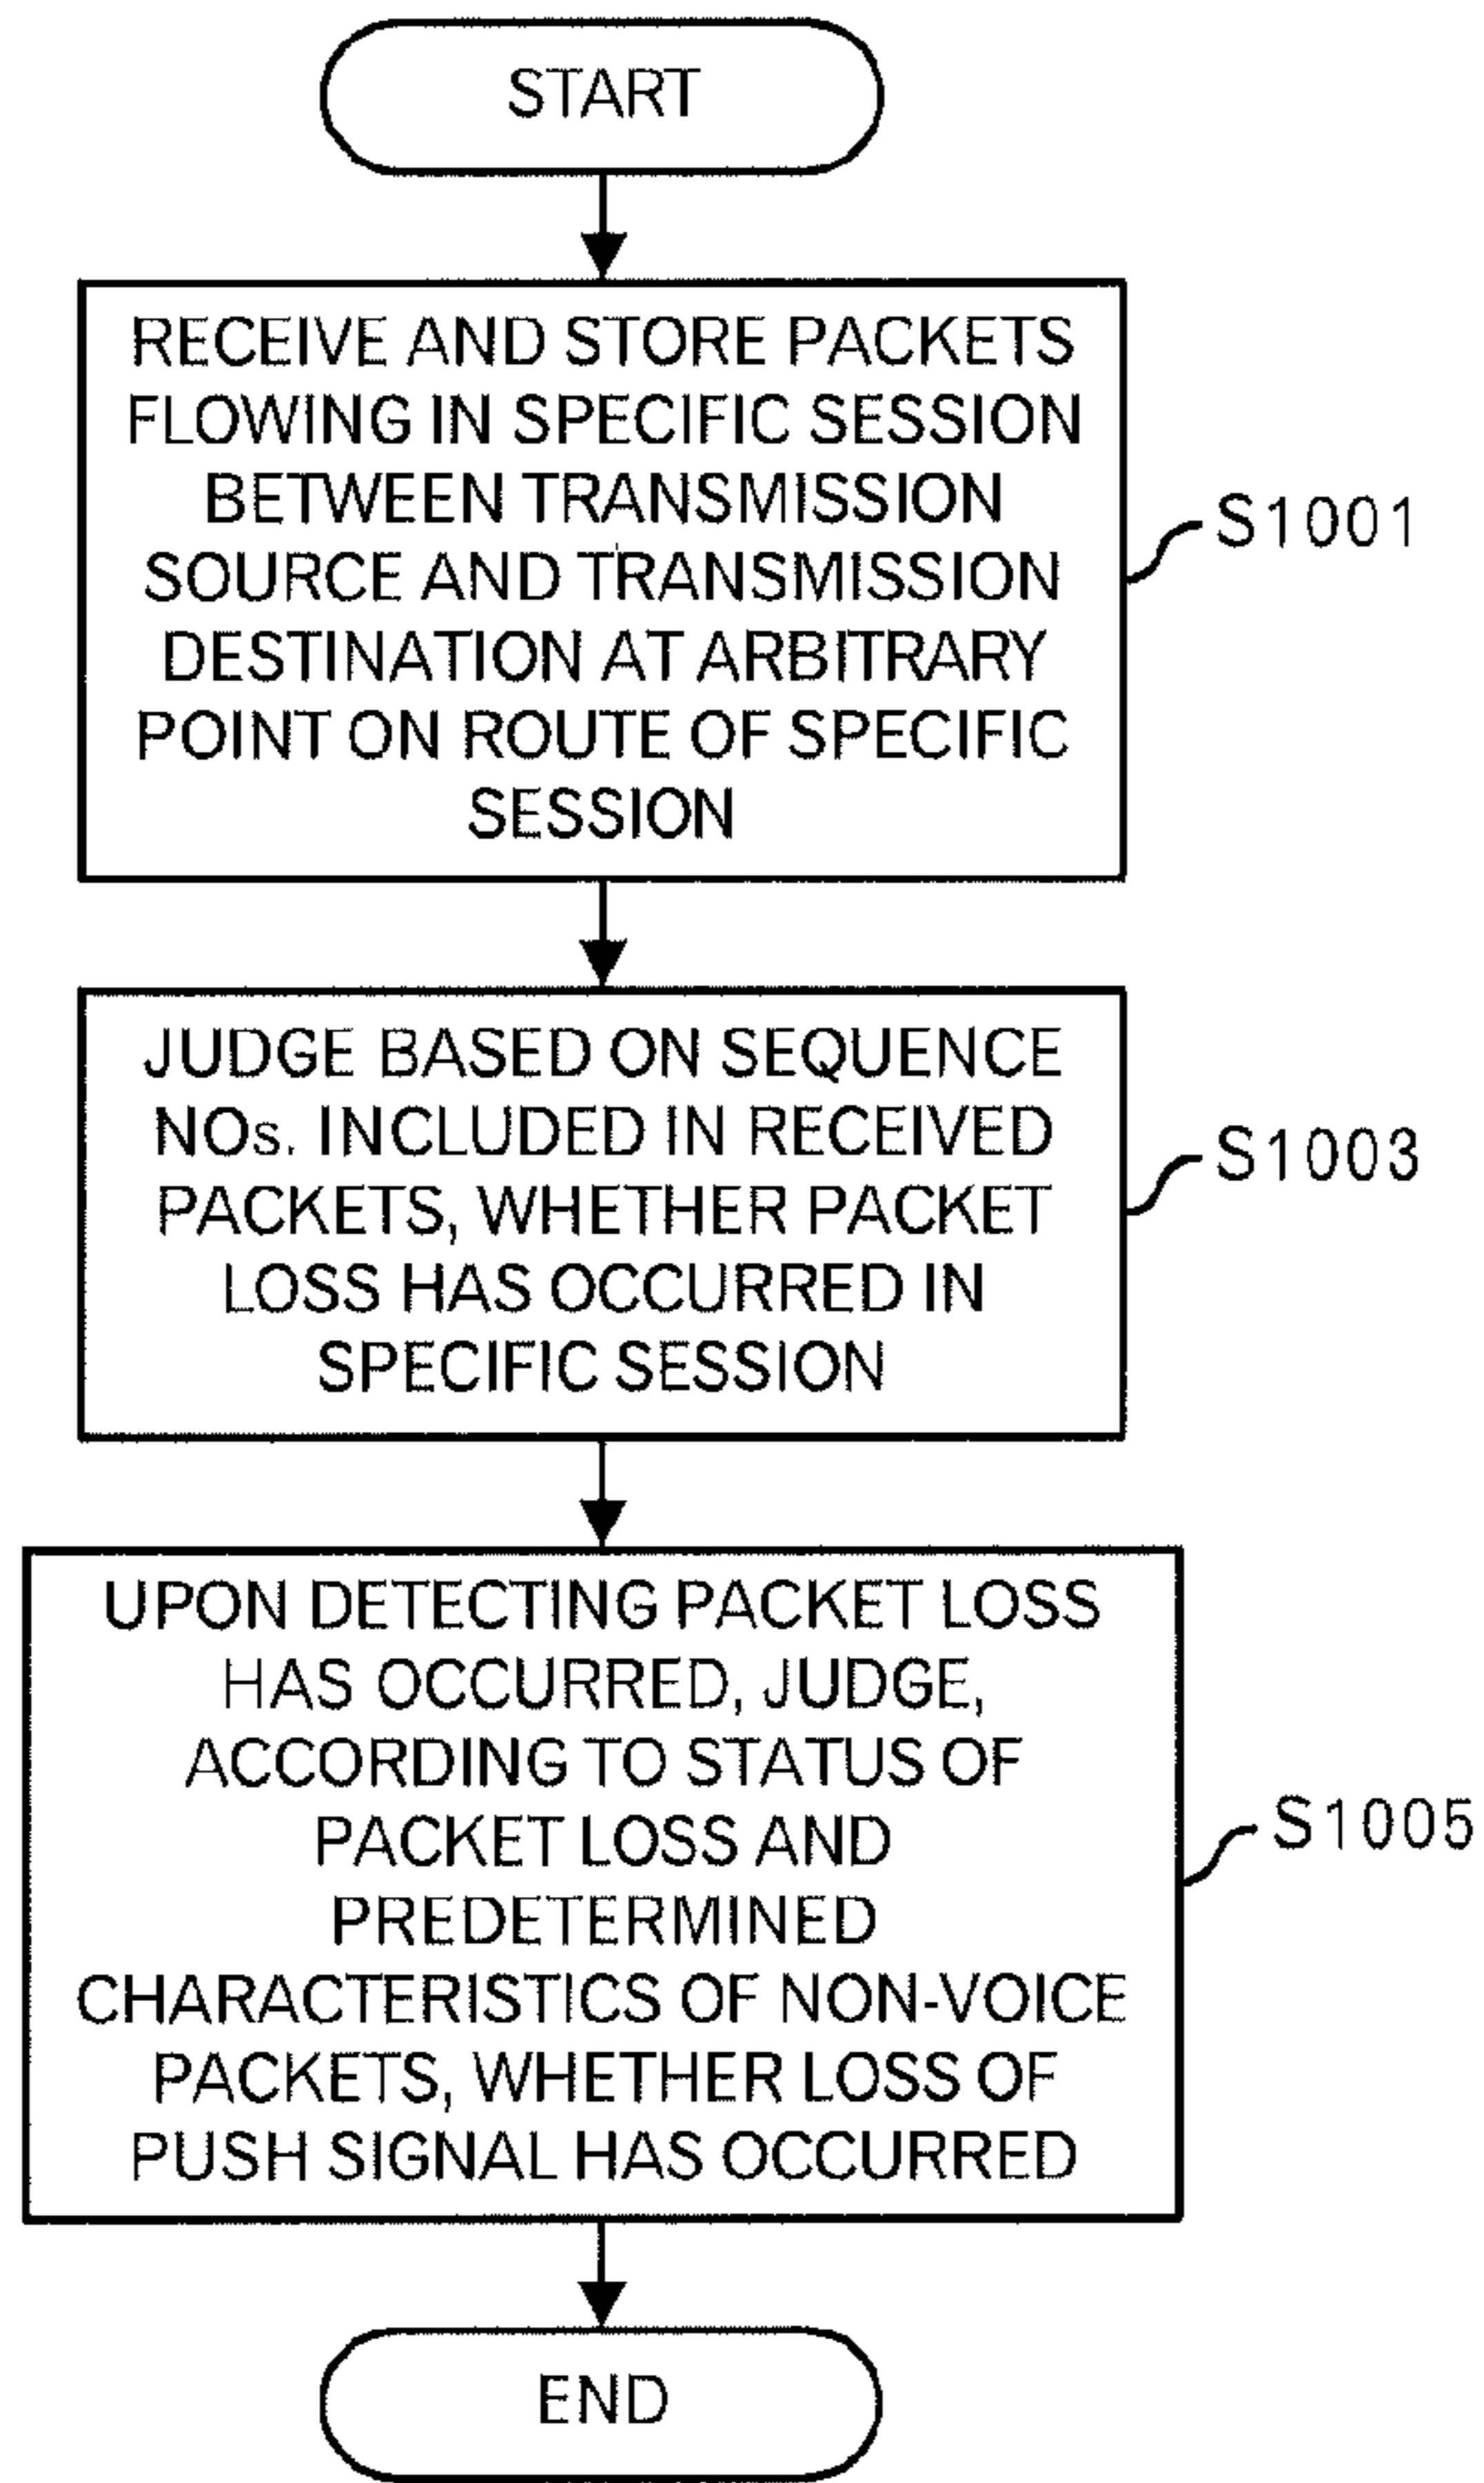 START
RECEIVE AND STORE PACKETS
FLOWING IN SPECIFIC SESSION
BETWEEN TRANSMISSION
SOURCE AND TRANSMISSION
DESTINATION AT ARBITRARY
POINT ON ROUTE OF SPECIFIC
SESSION
S1001
JUDGE BASED ON SEQUENCE
NOs. INCLUDED IN RECEIVED
PACKETS, WHETHER PACKET
LOSS HAS OCCURRED IN
SPECIFIC SESSION
S1003
UPON DETECTING PACKET LOSS
HAS OCCURRED, JUDGE,
ACCORDING TO STATUS OF
PACKET LOSS AND
PREDETERMINED
CHARACTERISTICS OF NON-VOICE
PACKETS, WHETHER LOSS OF
PUSH SIGNAL HAS OCCURRED
S1005
END